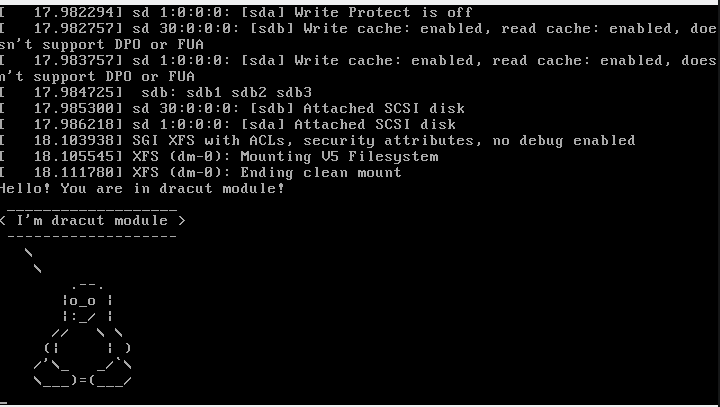 [   17.982294] sd 1:0:0:0: [sda] Write Protect is off
[   17.982757] sd 30:0:0:0: [sdb] Write cache: enabled, read cache: enabled, doe
sn't support DPO or FUA
[   17.983757] sd 1:0:0:0: [sda] Write cache: enabled, read cache: enabled, does
n't support DPO or FUA
[   17.984725]  sdb: sdb1 sdb2 sdb3
[   17.985300] sd 30:0:0:0: [sdb] Attached SCSI disk
[   17.986218] sd 1:0:0:0: [sda] Attached SCSI disk
[   18.103938] SGI XFS with ACLs, security attributes, no debug enabled
[   18.105545] XFS (dm-0): Mounting V5 Filesystem
[   18.111780] XFS (dm-0): Ending clean mount
Hello! You are in dracut module!
 ___________________
< I'm dracut module >
 -------------------
   \
    \
        .--.
       |o_o |
       |:_/ |
      //   \ \
     (|     | )
    /'\_   _/`\
    \___)=(___/
_